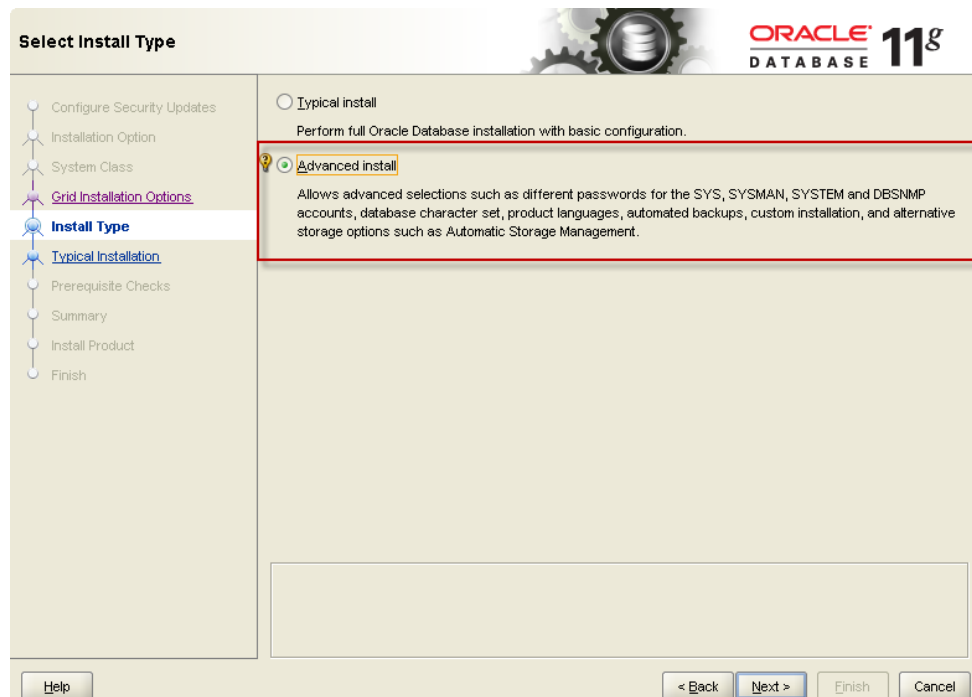 Select Install Type
ORACLE
DATABASE
11g
Configure Security Updates
Installation Option
System Class
Grid Installation Options
Install Type
Typical Installation
Prerequisite Checks
Summary
Install Product
Finish
Typical install
Perform full Oracle Database installation with basic configuration.
Advanced install
Allows advanced selections such as different passwords for the SYS, SYSMAN, SYSTEM and DBSNMP
accounts, database character set, product languages, automated backups, custom installation, and alternative
storage options such as Automatic Storage Management.
Help
< Back
Next >
Finish
Cancel